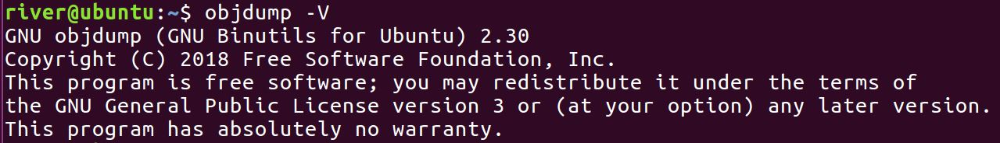 river@ubuntu:~$ objdump -V
GNU objdump (GNU Binutils for Ubuntu) 2.30
Copyright (C) 2018 Free Software Foundation, Inc.
This program is free software; you may redistribute it under the terms of
the GNU General Public License version 3 or (at your option) any later version.
This program has absolutely no warranty.